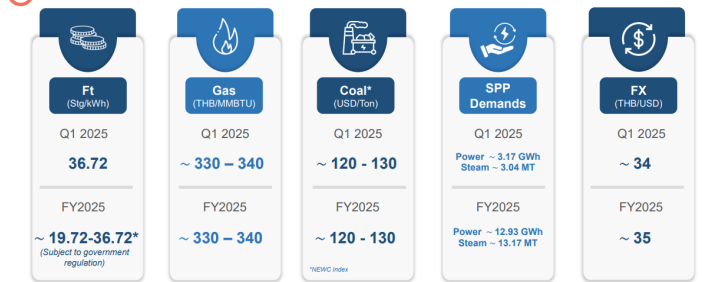 Ft
(Stg/kWh)
Q1 2025
36.72
FY2025
~ 19.72-36.72*
(Subject to government
regulation)
Gas
(THB/MMBTU)
Q1 2025
~ 330 – 340
FY2025
~ 330 – 340
Coal*
(USD/Ton)
Q1 2025
~ 120 - 130
FY2025
~ 120 - 130
*NEWC Index
SPP
Demands
Q1 2025
Power ~ 3.17 GWh
Steam ~ 3.04 MT
FY2025
Power ~ 12.93 GWh
Steam ~ 13.17 MT
FX
(THB/USD)
Q1 2025
~ 34
FY2025
~ 35